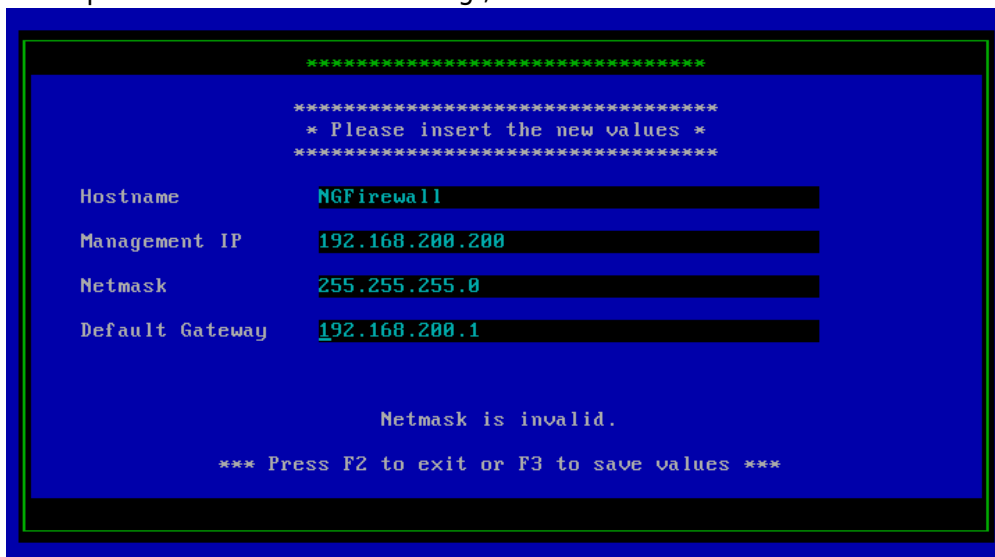 *********************************
**********************************
* Please insert the new values *
**********************************
Hostname NGFirewall
Management IP 192.168.200.200
Netmask 255.255.255.0
Default Gateway 192.168.200.1
Netmask is invalid.
*** Press F2 to exit or F3 to save values ***